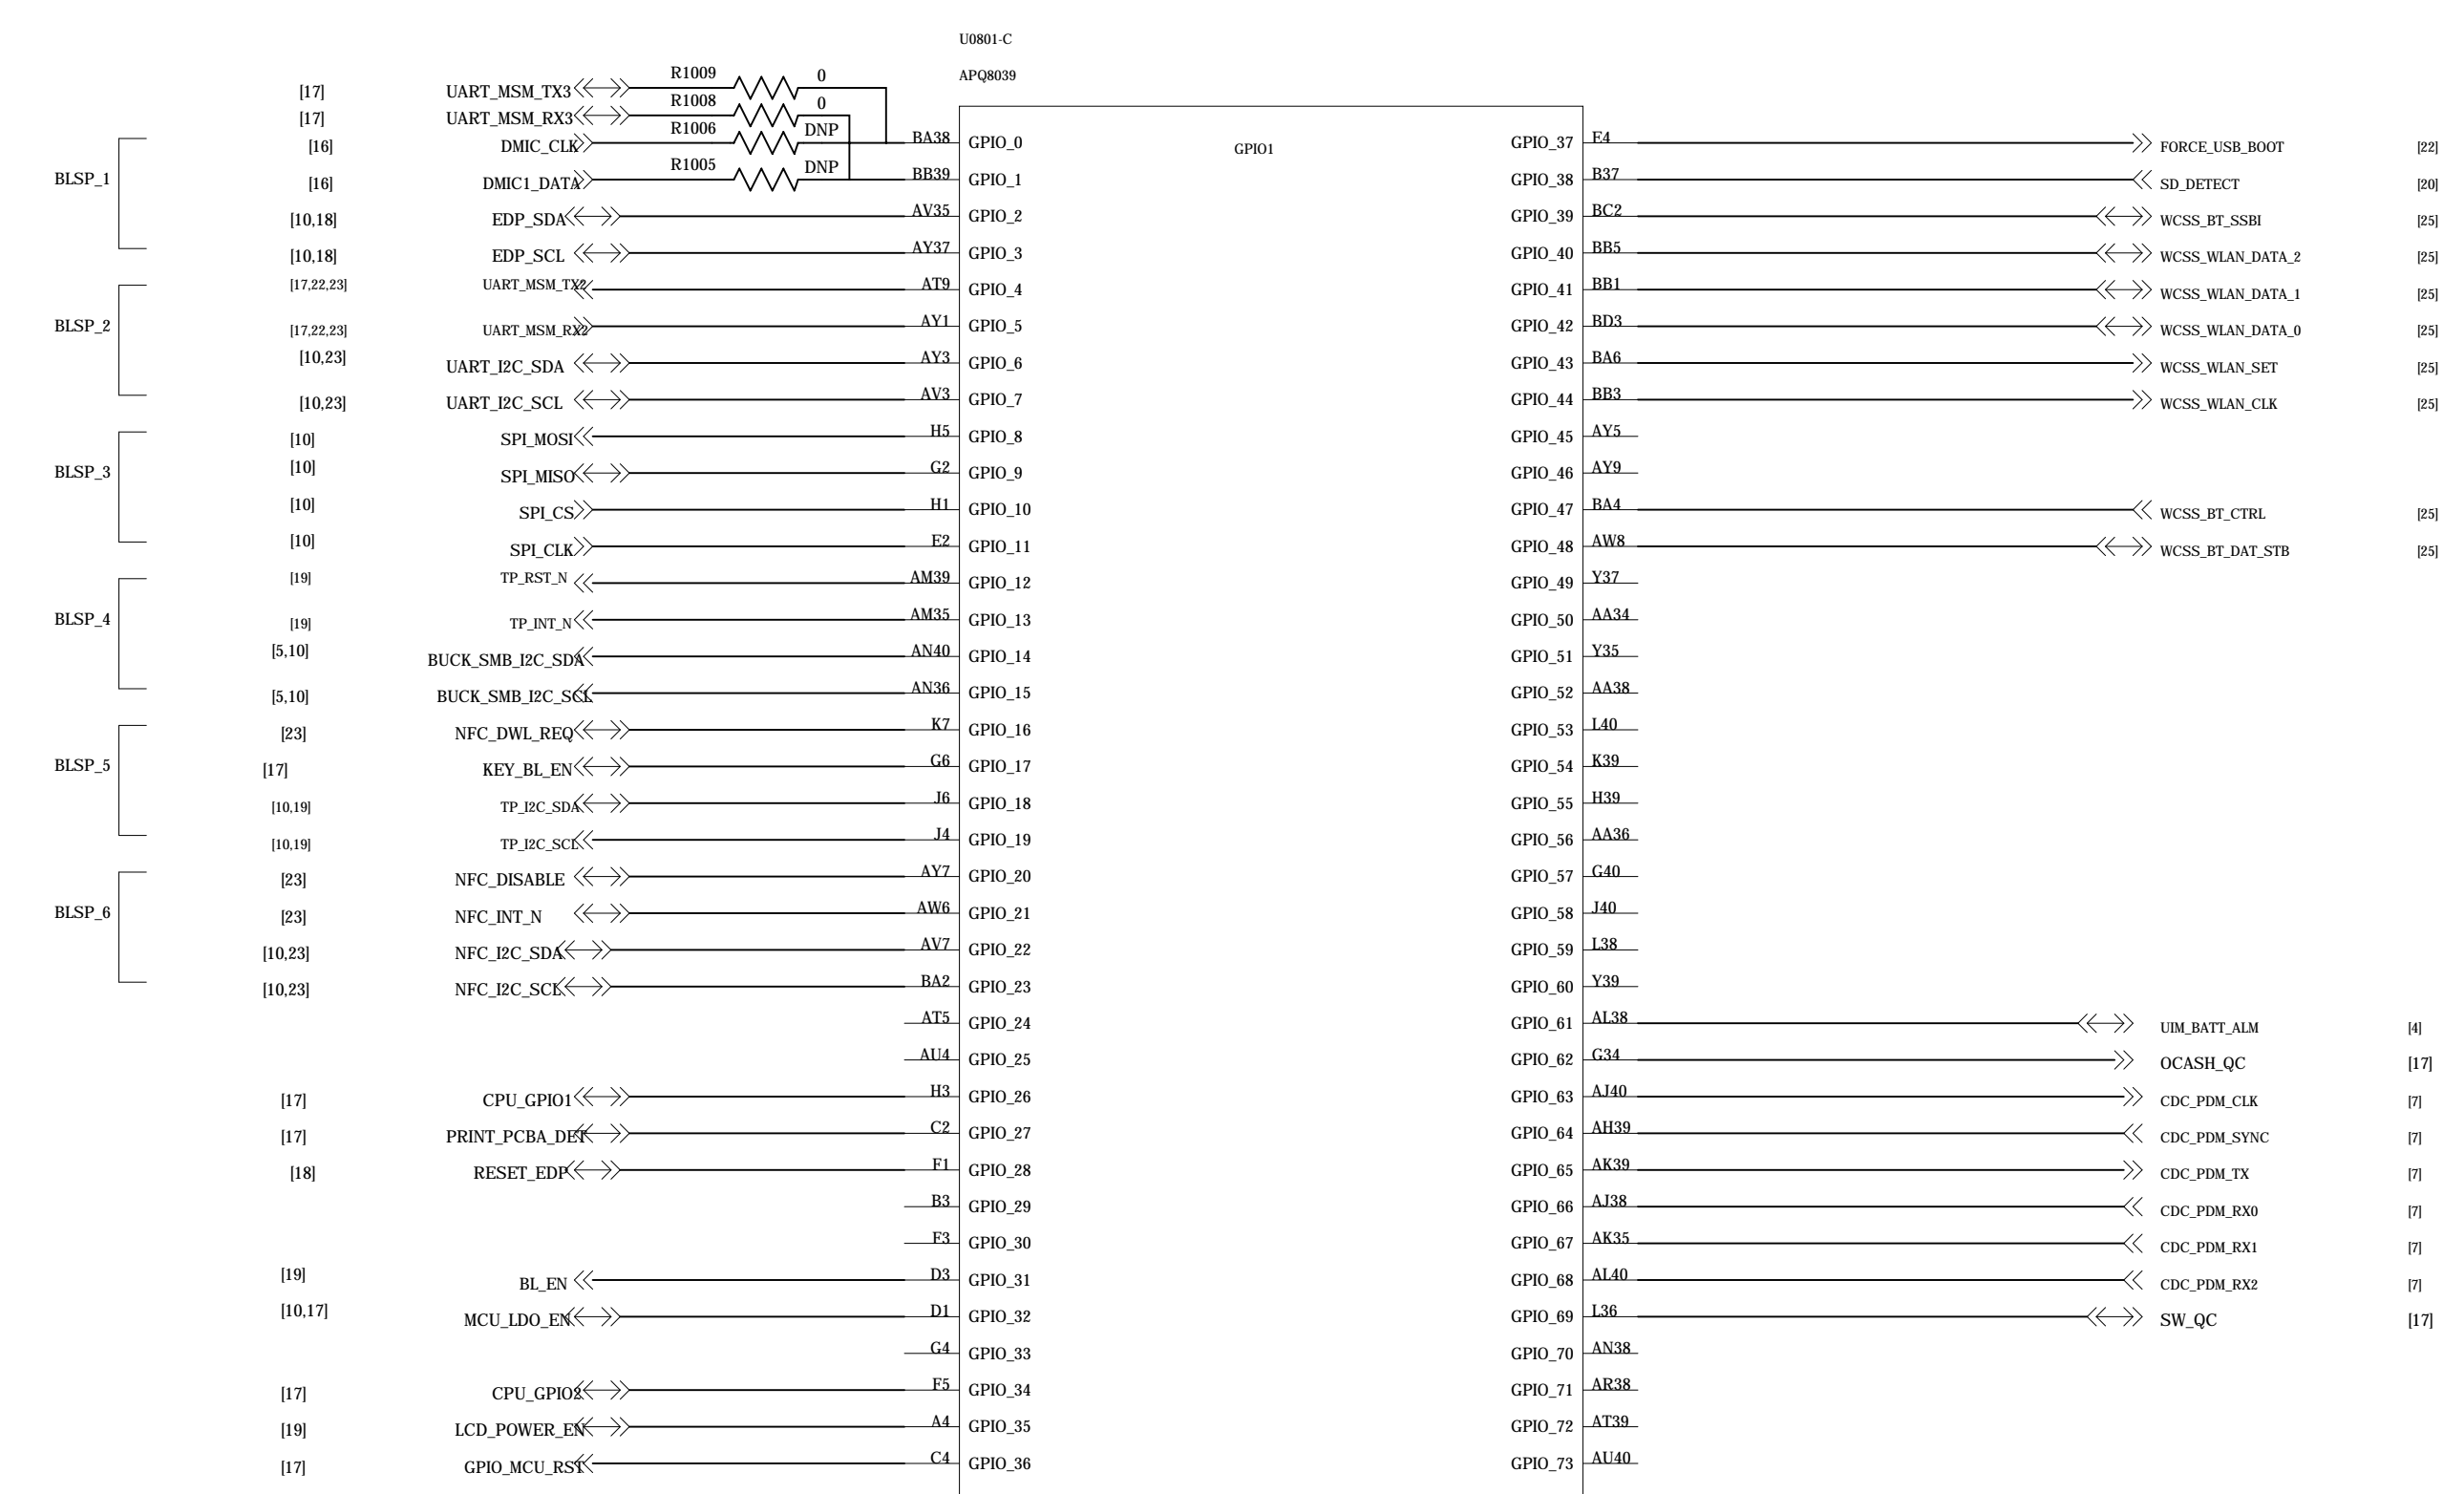 U0801-C
APQ8039
GPIO1
[17] UART_MSM_TX3 R1009 0
[17] UART_MSM_RX3 R1008 0
[16] DMIC_CLK R1006 DNP BA38 GPIO_0 GPIO_37 E4 FORCE_USB_BOOT [22]
BLSP_1 [16] DMIC1_DATA R1005 DNP BB39 GPIO_1 GPIO_38 B37 SD_DETECT [20]
[10,18] EDP_SDA AV35 GPIO_2 GPIO_39 BC2 WCSS_BT_SSBI [25]
[10,18] EDP_SCL AY37 GPIO_3 GPIO_40 BB5 WCSS_WLAN_DATA_2 [25]
[17,22,23] UART_MSM_TX2 AT9 GPIO_4 GPIO_41 BB1 WCSS_WLAN_DATA_1 [25]
BLSP_2 [17,22,23] UART_MSM_RX2 AY1 GPIO_5 GPIO_42 BD3 WCSS_WLAN_DATA_0 [25]
[10,23] UART_I2C_SDA AY3 GPIO_6 GPIO_43 BA6 WCSS_WLAN_SET [25]
[10,23] UART_I2C_SCL AV3 GPIO_7 GPIO_44 BB3 WCSS_WLAN_CLK [25]
[10] SPI_MOSI H5 GPIO_8 GPIO_45 AY5
BLSP_3 [10] SPI_MISO G2 GPIO_9 GPIO_46 AY9
[10] SPI_CS H1 GPIO_10 GPIO_47 BA4 WCSS_BT_CTRL [25]
[10] SPI_CLK E2 GPIO_11 GPIO_48 AW8 WCSS_BT_DAT_STB [25]
[19] TP_RST_N AM39 GPIO_12 GPIO_49 Y37
BLSP_4 [19] TP_INT_N AM35 GPIO_13 GPIO_50 AA34
[5,10] BUCK_SMB_I2C_SDA AN40 GPIO_14 GPIO_51 Y35
[5,10] BUCK_SMB_I2C_SCL AN36 GPIO_15 GPIO_52 AA38
[23] NFC_DWL_REQ K7 GPIO_16 GPIO_53 L40
BLSP_5 [17] KEY_BL_EN G6 GPIO_17 GPIO_54 K39
[10,19] TP_I2C_SDA J6 GPIO_18 GPIO_55 H39
[10,19] TP_I2C_SCL J4 GPIO_19 GPIO_56 AA36
[23] NFC_DISABLE AY7 GPIO_20 GPIO_57 G40
BLSP_6 [23] NFC_INT_N AW6 GPIO_21 GPIO_58 J40
[10,23] NFC_I2C_SDA AV7 GPIO_22 GPIO_59 L38
[10,23] NFC_I2C_SCL BA2 GPIO_23 GPIO_60 Y39
AT5 GPIO_24 GPIO_61 AL38 UIM_BATT_ALM [4]
AU4 GPIO_25 GPIO_62 G34 OCASH_QC [17]
[17] CPU_GPIO1 H3 GPIO_26 GPIO_63 AJ40 CDC_PDM_CLK [7]
[17] PRINT_PCBA_DET C2 GPIO_27 GPIO_64 AH39 CDC_PDM_SYNC [7]
[18] RESET_EDP F1 GPIO_28 GPIO_65 AK39 CDC_PDM_TX [7]
B3 GPIO_29 GPIO_66 AJ38 CDC_PDM_RX0 [7]
F3 GPIO_30 GPIO_67 AK35 CDC_PDM_RX1 [7]
[19] BL_EN D3 GPIO_31 GPIO_68 AL40 CDC_PDM_RX2 [7]
[10,17] MCU_LDO_EN D1 GPIO_32 GPIO_69 L36 SW_QC [17]
G4 GPIO_33 GPIO_70 AN38
[17] CPU_GPIO2 F5 GPIO_34 GPIO_71 AR38
[19] LCD_POWER_EN A4 GPIO_35 GPIO_72 AT39
[17] GPIO_MCU_RST C4 GPIO_36 GPIO_73 AU40